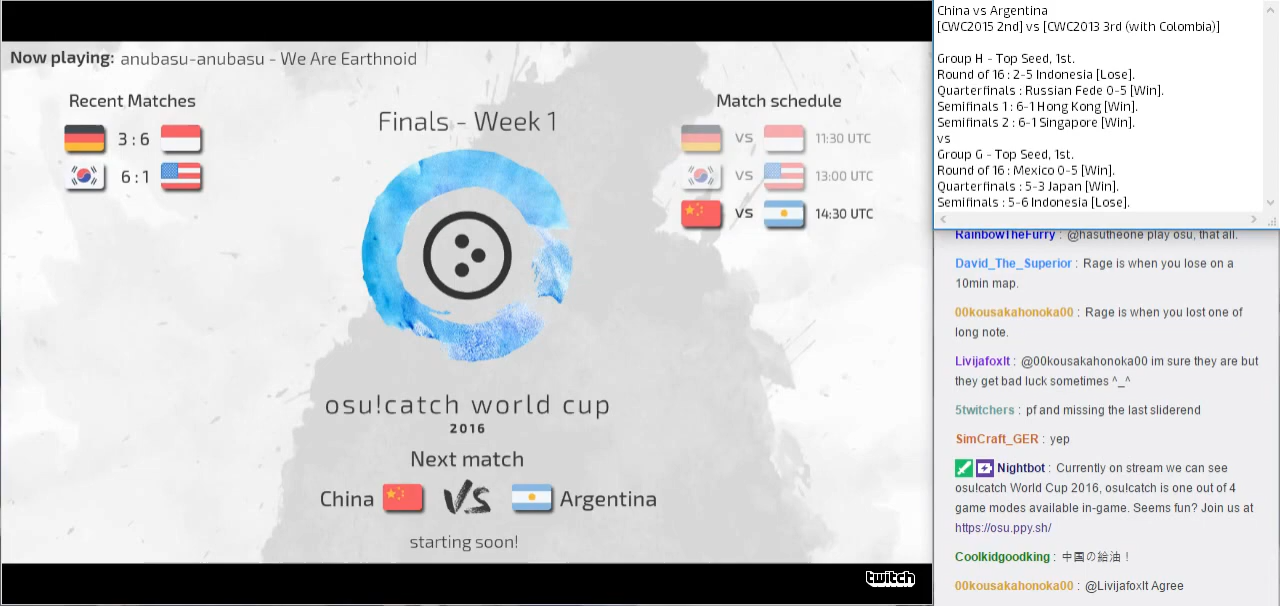 Now playing: anubasu-anubasu - We Are Earthnoid
Recent Matches
3 : 6
6 : 1
Finals - Week 1
osu!catch world cup
2016
Next match
China VS Argentina
starting soon!
Match schedule
VS 11:30 UTC
VS 13:00 UTC
VS 14:30 UTC
twitch
China vs Argentina
[CWC2015 2nd] vs [CWC2013 3rd (with Colombia)]
Group H - Top Seed, 1st.
Round of 16 : 2-5 Indonesia [Lose].
Quarterfinals : Russian Fede 0-5 [Win].
Semifinals 1 : 6-1 Hong Kong [Win].
Semifinals 2 : 6-1 Singapore [Win].
vs
Group G - Top Seed, 1st.
Round of 16 : Mexico 0-5 [Win].
Quarterfinals : 5-3 Japan [Win].
Semifinals : 5-6 Indonesia [Lose].
RainbowTheFurry : @hasutheone play osu, that all.
David_The_Superior : Rage is when you lose on a
10min map.
00kousakahonoka00 : Rage is when you lost one of
long note.
LivijafoxIt : @00kousakahonoka00 im sure they are but
they get bad luck sometimes ^_^
5twitchers : pf and missing the last sliderend
SimCraft_GER : yep
Nightbot : Currently on stream we can see
osu!catch World Cup 2016, osu!catch is one out of 4
game modes available in-game. Seems fun? Join us at
https://osu.ppy.sh/
Coolkidgoodking : 中国の給油！
00kousakahonoka00 : @LivijafoxIt Agree